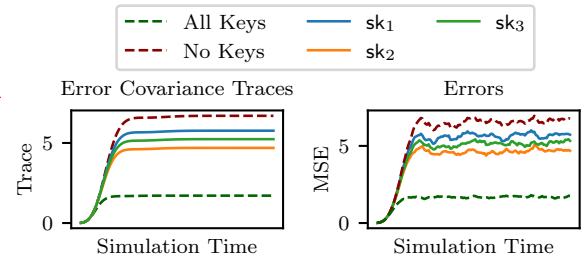 All Keys
No Keys
sk1
sk2
sk3
Error Covariance Traces
Trace
5
0
Simulation Time
Errors
MSE
5
0
Simulation Time